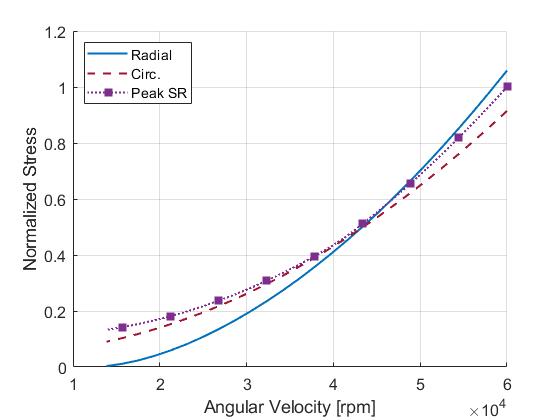 1.2
1
0.8
0.6
0.4
0.2
0
Normalized Stress
Radial
Circ.
Peak SR
1 2 3 4 5 6
Angular Velocity [rpm]
×10⁴